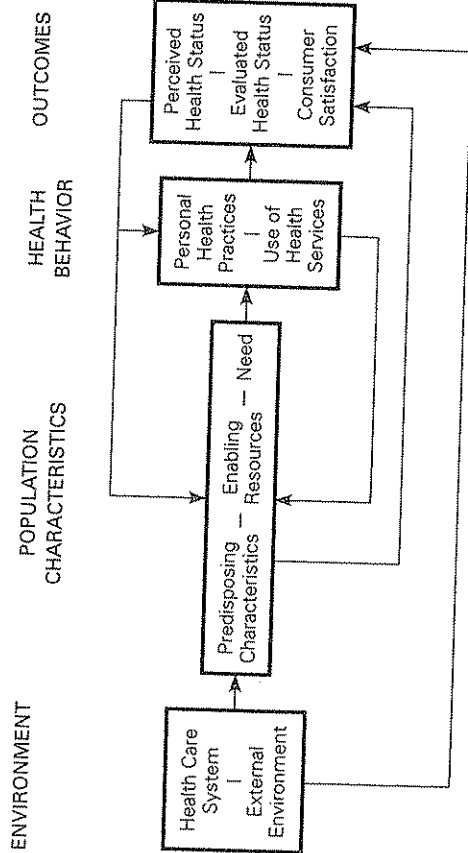 ENVIRONMENT
POPULATION
CHARACTERISTICS
HEALTH
BEHAVIOR
OUTCOMES
Health Care
System
External
Environment
Predisposing — Enabling — Need
Characteristics Resources
Personal
Health
Practices
Use of
Health
Services
Perceived
Health Status
Evaluated
Health Status
Consumer
Satisfaction